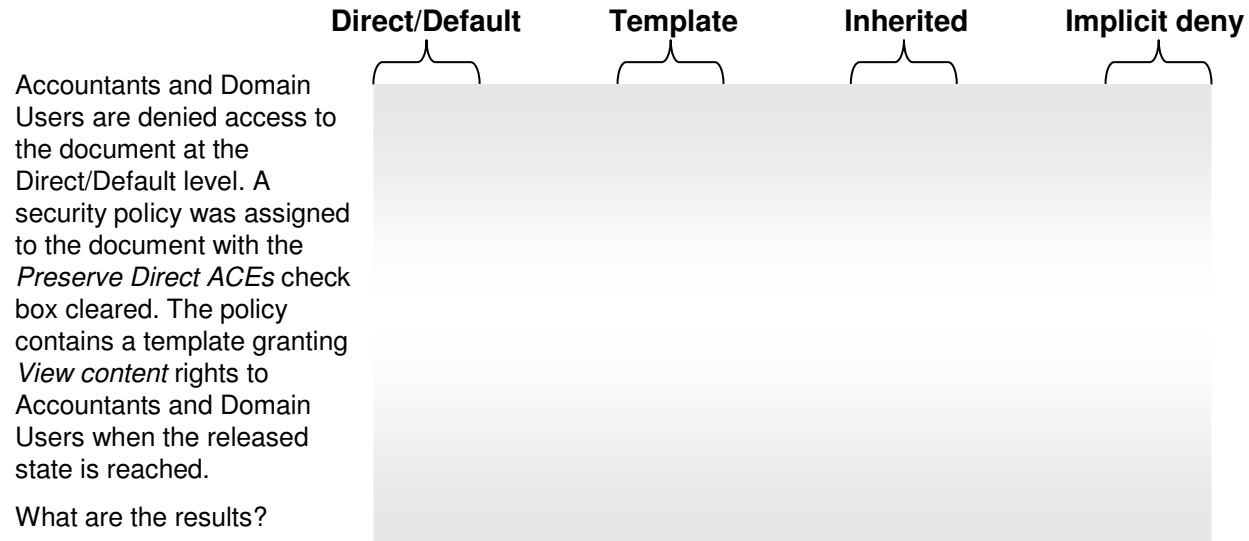 Direct/Default Template Inherited Implicit deny
Accountants and Domain
Users are denied access to
the document at the
Direct/Default level. A
security policy was assigned
to the document with the
Preserve Direct ACEs check
box cleared. The policy
contains a template granting
View content rights to
Accountants and Domain
Users when the released
state is reached.
What are the results?